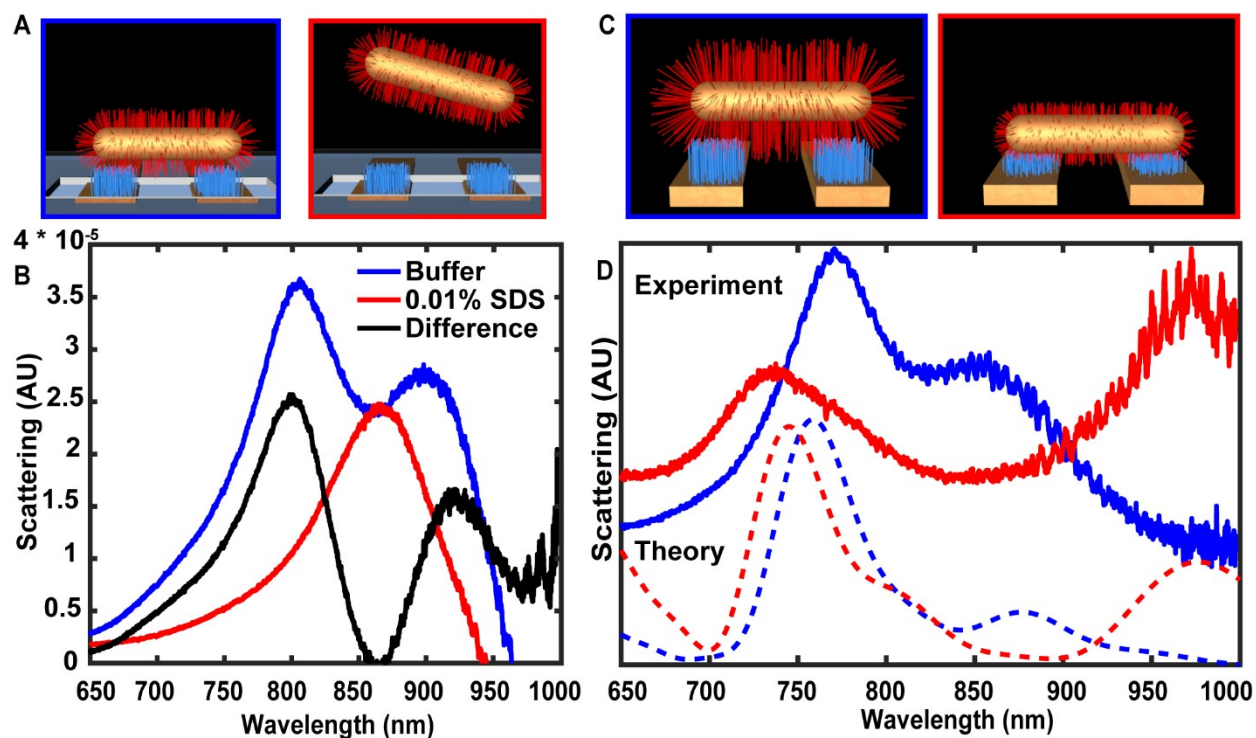 A
C
4 * 10-5
B
3.5
3
2.5
2
1.5
1
0.5
0
Scattering (AU)
Buffer
0.01% SDS
Difference
650 700 750 800 850 900 950 1000
Wavelength (nm)
D
Experiment
Theory
Scattering (AU)
650 700 750 800 850 900 950 1000
Wavelength (nm)